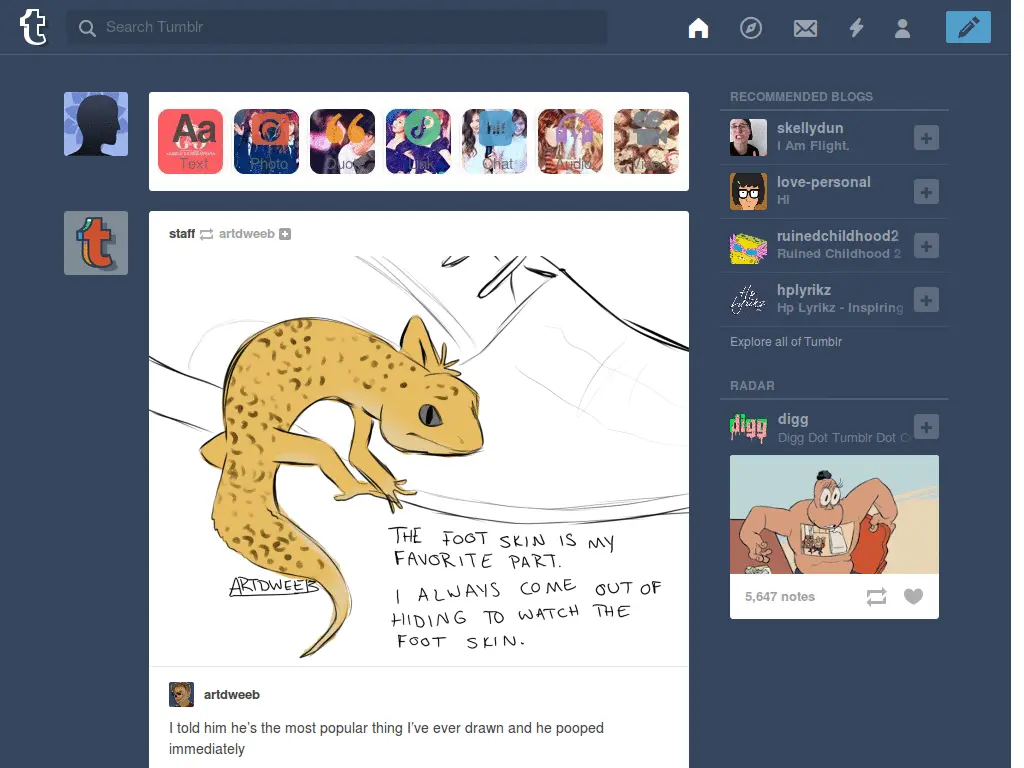 Search Tumblr
Aa
Text
Photo
Quote
Link
hi!
Chat
Audio
Video
staff artdweeb
THE FOOT SKIN IS MY
FAVORITE PART.
I ALWAYS COME OUT OF
HIDING TO WATCH THE
FOOT SKIN.
ARTDWEEB
artdweeb
I told him he's the most popular thing I've ever drawn and he pooped
immediately
RECOMMENDED BLOGS
skellydun
I Am Flight.
love-personal
HI
ruinedchildhood2
Ruined Childhood 2
hplyrikz
Hp Lyrikz - Inspiring
Explore all of Tumblr
RADAR
digg
digg
Digg Dot Tumblr Dot C
5,647 notes